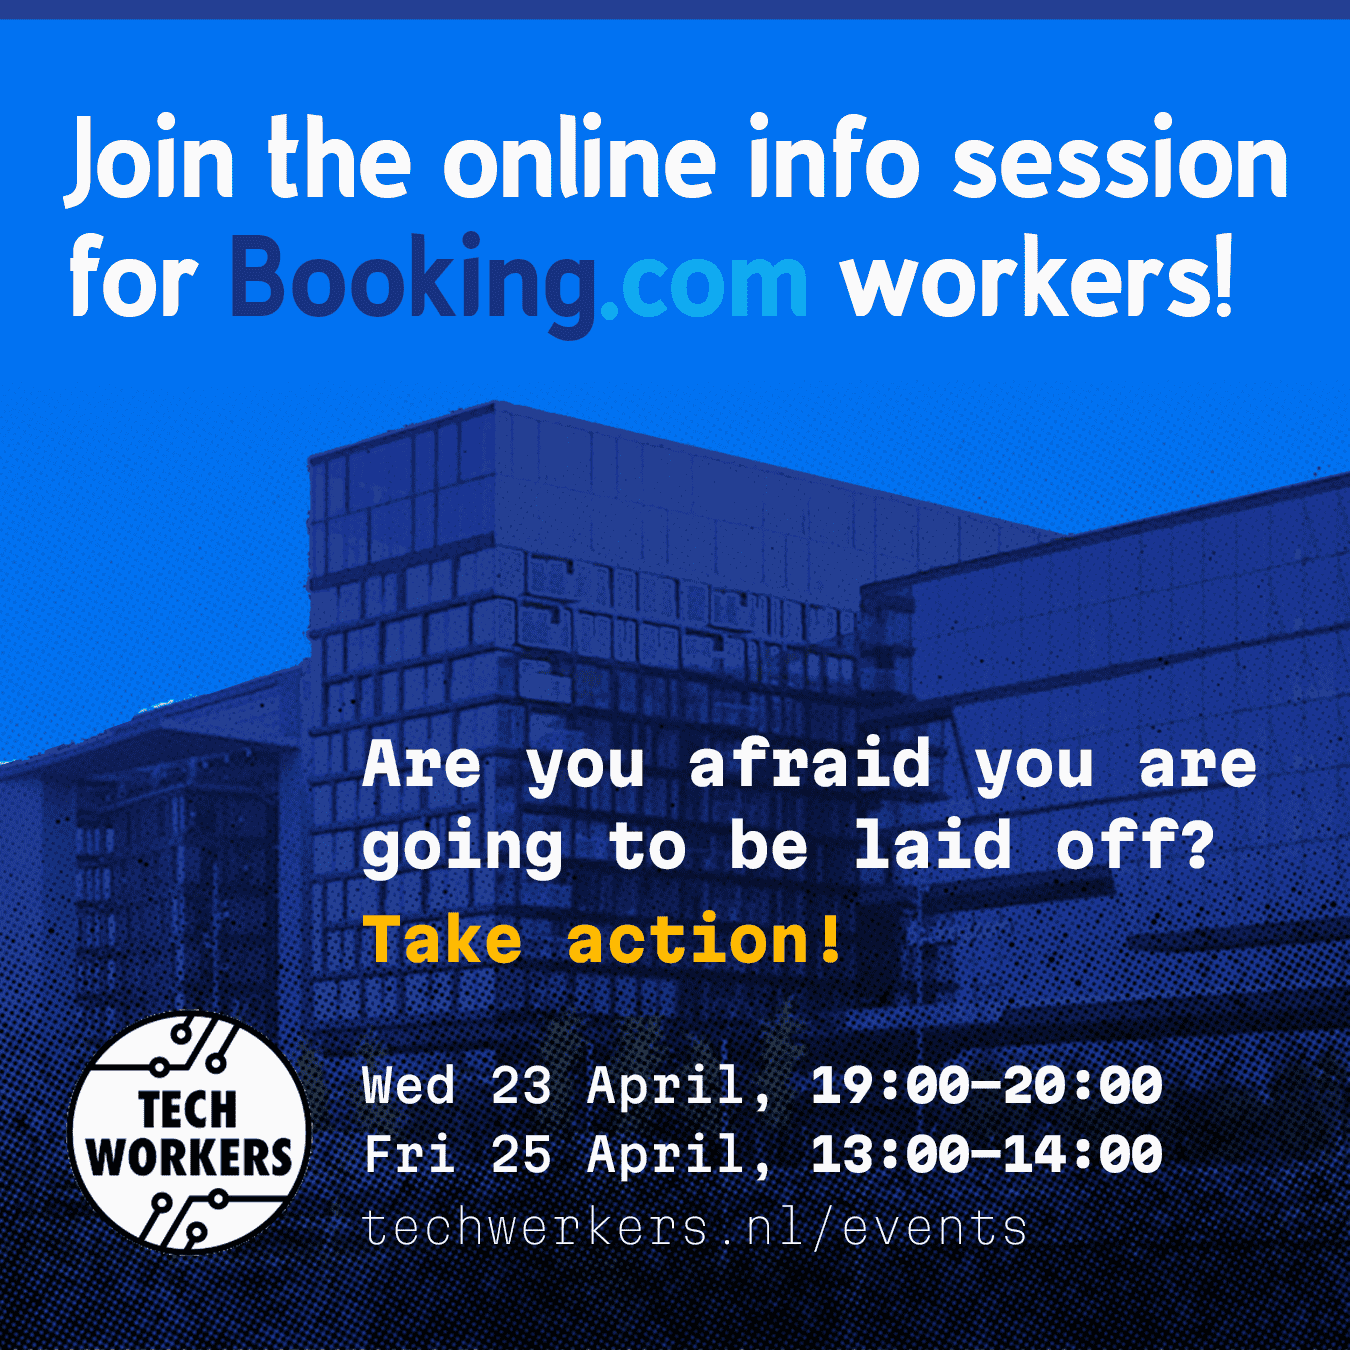 Join the online info session
for Booking.com workers!
Are you afraid you are
going to be laid off?
Take action!
TECH
WORKERS
Wed 23 April, 19:00–20:00
Fri 25 April, 13:00–14:00
techwerkers.nl/events